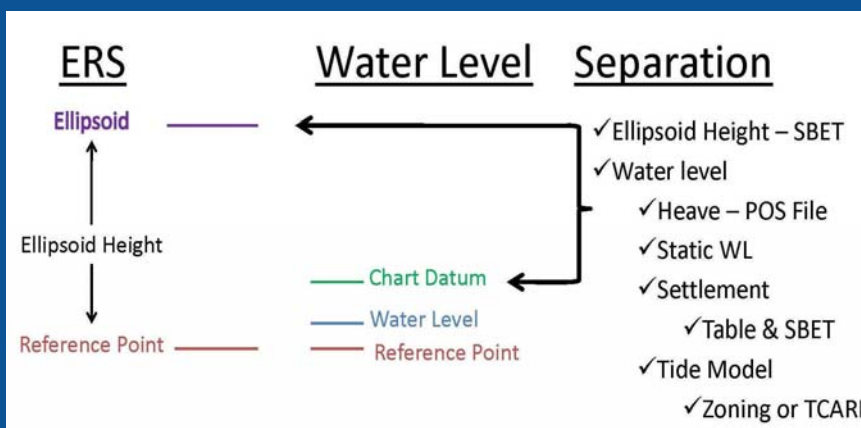 ERS
Ellipsoid
Ellipsoid Height
Reference Point
Water Level
Chart Datum
Water Level
Reference Point
Separation
✓Ellipsoid Height – SBET
✓Water level
✓Heave – POS File
✓Static WL
✓Settlement
✓Table & SBET
✓Tide Model
✓Zoning or TCARI